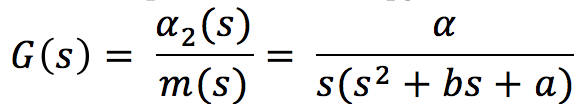 G(s) = α₂(s)/m(s) = α/s(s² + bs + a)